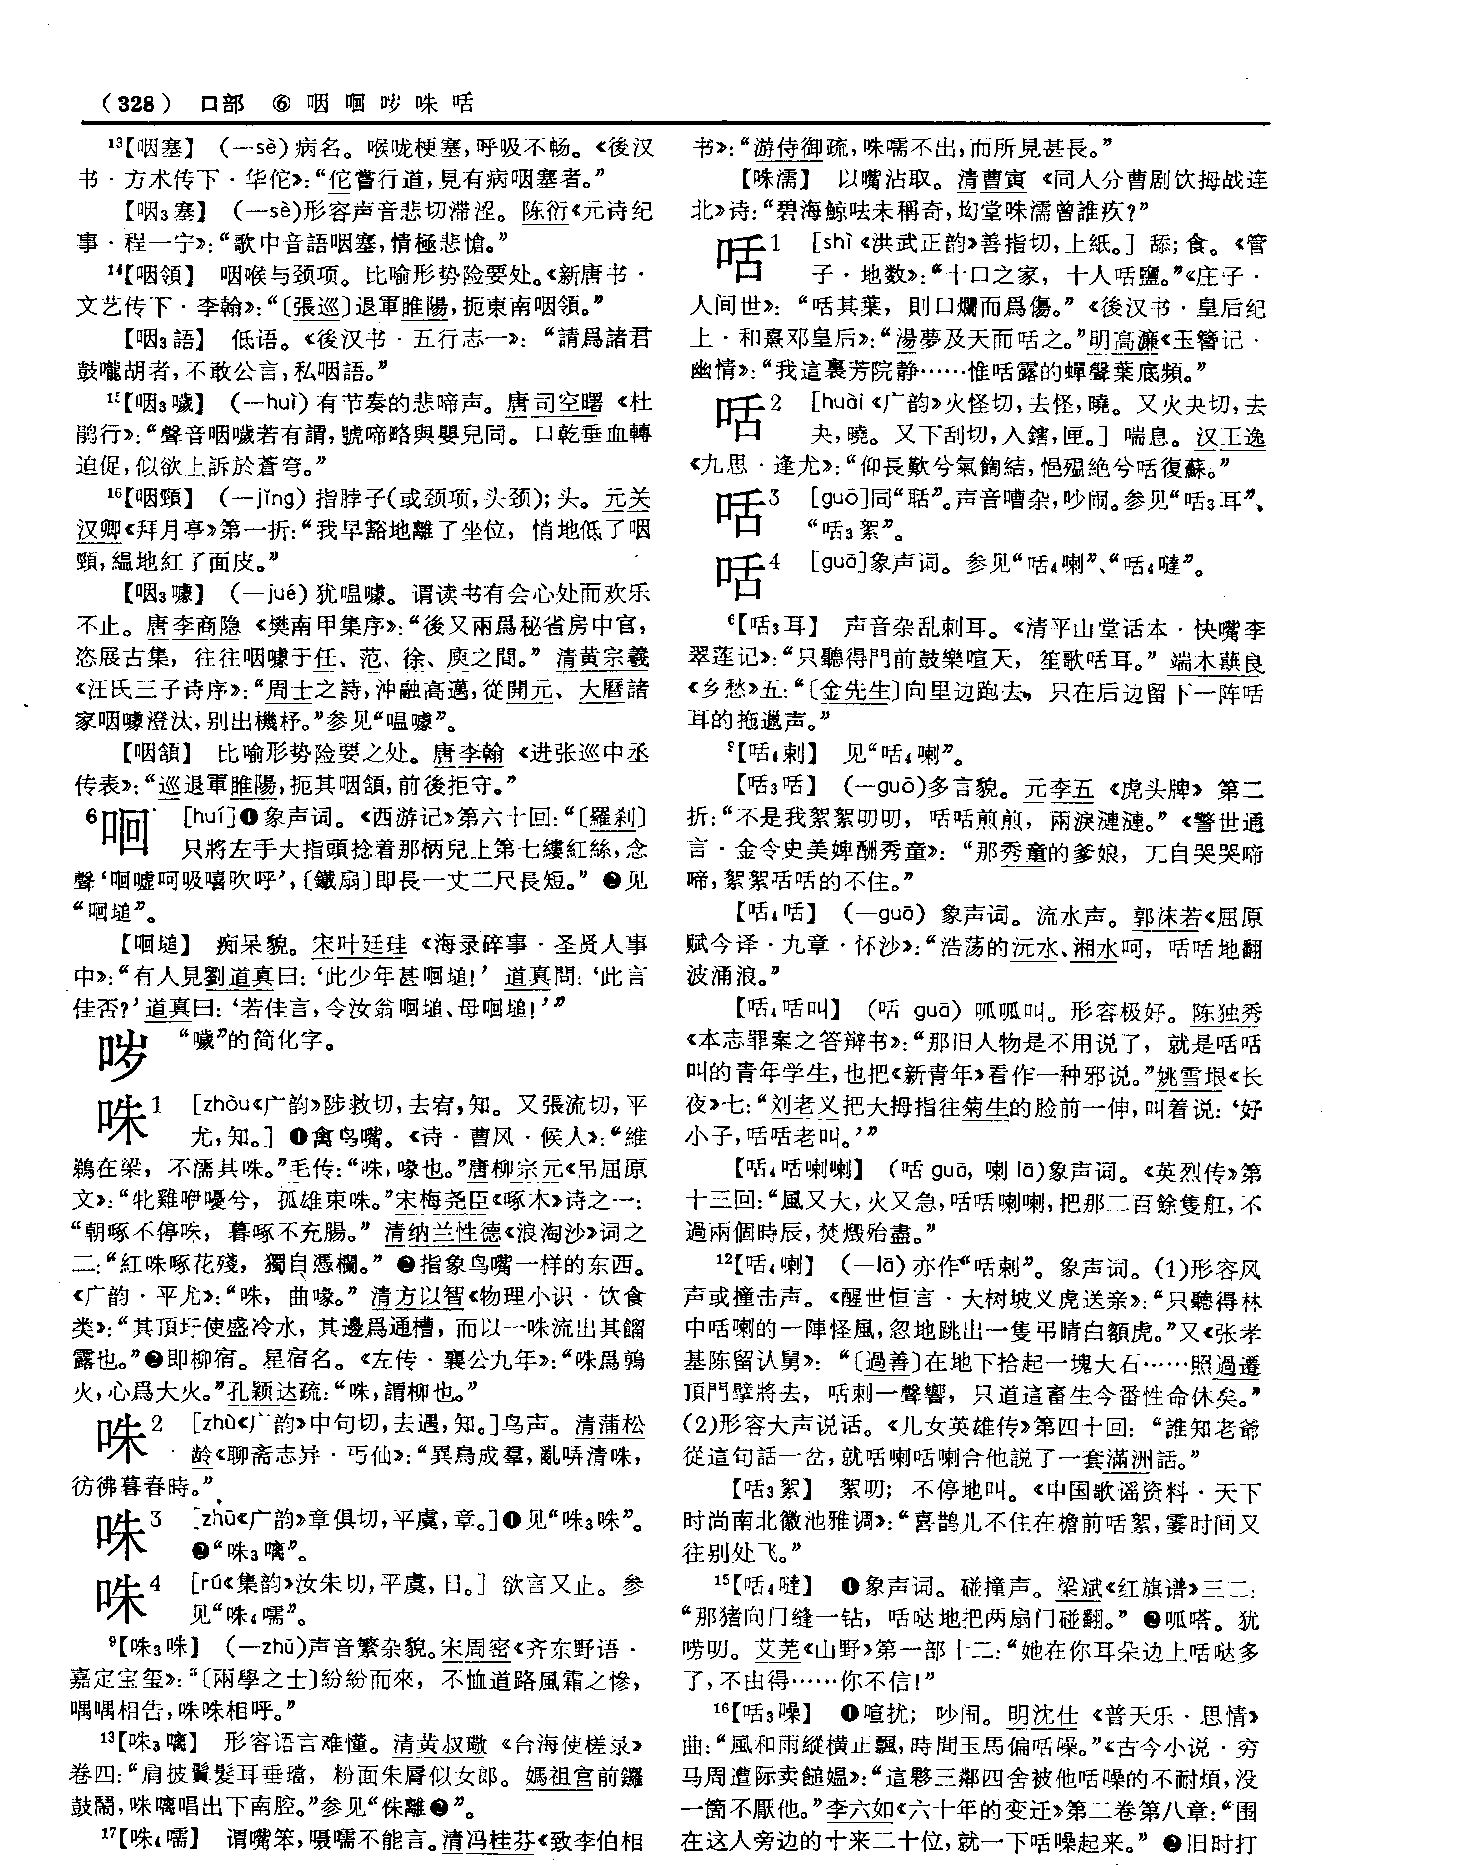 （328） 口部 ⑥ 咽 㗢 哕 咮 咶
¹³【咽塞】 （—sè）病名。喉咙梗塞，呼吸不畅。《後汉
书·方术传下·华佗》：“佗嘗行道，見有病咽塞者。”
【咽₃塞】 （—sè）形容声音悲切滞涩。陈衍《元诗纪
事·程一宁》：“歌中音語咽塞，情極悲愴。”
¹⁴【咽領】 咽喉与颈项。比喻形势险要处。《新唐书·
文艺传下·李翰》：“〔張巡〕退軍睢陽，扼東南咽領。”
【咽₃語】 低语。《後汉书·五行志一》：“請爲諸君
鼓嚨胡者，不敢公言，私咽語。”
¹⁵【咽₃噦】 （—huì）有节奏的悲啼声。唐司空曙《杜
鹃行》：“聲音咽噦若有謂，號啼略與嬰兒同。口乾垂血轉
迫促，似欲上訴於蒼穹。”
¹⁶【咽頸】 （—jǐng）指脖子（或颈项，头颈）；头。元关
汉卿《拜月亭》第一折：“我早豁地離了坐位，悄地低了咽
頸，緼地紅了面皮。”
【咽₃噱】 （—jué）犹嗢噱。谓读书有会心处而欢乐
不止。唐李商隐《樊南甲集序》：“後又兩爲秘省房中官，
恣展古集，往往咽噱于任、范、徐、庾之間。”清黄宗羲
《汪氏三子诗序》：“周士之詩，沖融高邁，從開元、大曆諸
家咽噱澄汰，别出機杼。”参见“嗢噱”。
【咽頷】 比喻形势险要之处。唐李翰《进张巡中丞
传表》：“巡退軍睢陽，扼其咽頷，前後拒守。”
⁶㗢 [huí]❶象声词。《西游记》第六十回：“〔羅刹〕
只將左手大指頭捻着那柄兒上第七縷紅絲，念
聲‘㗢噓呵吸嘻吹呼’，〔鐵扇〕即長一丈二尺長短。”❷见
“㗢塠”。
【㗢塠】 痴呆貌。宋叶廷珪《海录碎事·圣贤人事
中》：“有人見劉道真曰：‘此少年甚㗢塠！’道真問：‘此言
佳否？’道真曰：‘若佳言，令汝翁㗢塠、母㗢塠！’”
哕 “噦”的简化字。
咮¹ [zhòu《广韵》陟救切，去宥，知。又張流切，平
尤，知。]❶禽鸟嘴。《诗·曹风·候人》：“維
鵜在梁，不濡其咮。”毛传：“咮，喙也。”唐柳宗元《吊屈原
文》：“牝雞咿嚘兮，孤雄束咮。”宋梅尧臣《啄木》诗之一：
“朝啄不停咮，暮啄不充腸。”清纳兰性德《浪淘沙》词之
二：“紅咮啄花殘，獨自憑欄。”❷指象鸟嘴一样的东西。
《广韵·平尤》：“咮，曲喙。”清方以智《物理小识·饮食
类》：“其頂圩使盛冷水，其邊爲通槽，而以一咮流出其餾
露也。”❷即柳宿。星宿名。《左传·襄公九年》：“咮爲鶉
火，心爲大火。”孔颖达疏：“咮，謂柳也。”
咮² [zhù《广韵》中句切，去遇，知。]鸟声。清蒲松
龄《聊斋志异·丐仙》：“異鳥成羣，亂哢清咮，
彷彿暮春時。”
咮³ [zhū《广韵》章俱切，平虞，章。]❶见“咮₃咮”。
❷“咮₃噣”。
咮⁴ [rú《集韵》汝朱切，平虞，日。]欲言又止。参
见“咮₄嚅”。
⁹【咮₃咮】 （—zhū）声音繁杂貌。宋周密《齐东野语·
嘉定宝玺》：“〔兩學之士〕紛紛而來，不恤道路風霜之慘，
喁喁相告，咮咮相呼。”
¹³【咮₃噣】 形容语言难懂。清黄叔璥《台海使槎录》
卷四：“肩披鬒髮耳垂璫，粉面朱脣似女郎。媽祖宫前鑼
鼓鬧，咮噣唱出下南腔。”参见“侏離❷”。
¹⁷【咮₄嚅】 谓嘴笨，嗫嚅不能言。清冯桂芬《致李伯相
书》：“游侍御疏，咮嚅不出，而所見甚長。”
【咮濡】 以嘴沾取。清曹寅《同人分曹剧饮拇战连
北》诗：“碧海鯨呿未稱奇，坳堂咮濡曾誰疚？”
咶¹ [shì《洪武正韵》善指切，上紙。]舔；食。《管
子·地数》：“十口之家，十人咶鹽。”《庄子·
人间世》：“咶其葉，則口爛而爲傷。”《後汉书·皇后纪
上·和熹邓皇后》：“湯夢及天而咶之。”明高濂《玉簪记·
幽情》：“我這裏芳院静……惟咶露的蟬聲葉底頻。”
咶² [huài《广韵》火怪切，去怪，曉。又火夬切，去
夬，曉。又下刮切，入鎋，匣。]喘息。汉王逸
《九思·逢尤》：“仰長歎兮氣䭇結，悒殟絶兮咶復蘇。”
咶³ [guō]同“聒”。声音嘈杂，吵闹。参见“咶₃耳”、
“咶₃絮”。
咶⁴ [guā]象声词。参见“咶₄喇”、“咶₄噠”。
⁶【咶₃耳】 声音杂乱刺耳。《清平山堂话本·快嘴李
翠莲记》：“只聽得門前鼓樂喧天，笙歌咶耳。”端木蕻良
《乡愁》五：“〔金先生〕向里边跑去，只在后边留下一阵咶
耳的拖遢声。”
⁹【咶₄剌】 见“咶₄喇”。
【咶₃咶】 （—guō）多言貌。元李五《虎头牌》第二
折：“不是我絮絮叨叨，咶咶煎煎，兩淚漣漣。”《警世通
言·金令史美婢酬秀童》：“那秀童的爹娘，兀自哭哭啼
啼，絮絮咶咶的不住。”
【咶₄咶】 （—guō）象声词。流水声。郭沫若《屈原
赋今译·九章·怀沙》：“浩荡的沅水、湘水呵，咶咶地翻
波涌浪。”
【咶₄咶叫】 （咶 guā）呱呱叫。形容极好。陈独秀
《本志罪案之答辩书》：“那旧人物是不用说了，就是咶咶
叫的青年学生，也把《新青年》看作一种邪说。”姚雪垠《长
夜》七：“刘老义把大拇指往菊生的脸前一伸，叫着说：‘好
小子，咶咶老叫。’”
【咶₄咶喇喇】 （咶 guā，喇 lā）象声词。《英烈传》第
十三回：“風又大，火又急，咶咶喇喇，把那二百餘隻舡，不
過兩個時辰，焚燬殆盡。”
¹²【咶₄喇】 （—lā）亦作“咶剌”。象声词。(1)形容风
声或撞击声。《醒世恒言·大树坡义虎送亲》：“只聽得林
中咶喇的一陣怪風，忽地跳出一隻弔睛白額虎。”又《张孝
基陈留认舅》：“〔過善〕在地下拾起一塊大石……照過遷
頂門擘將去，咶剌一聲響，只道這畜生今番性命休矣。”
(2)形容大声说话。《儿女英雄传》第四十回：“誰知老爺
從這句話一岔，就咶喇咶喇合他説了一套滿洲話。”
【咶₃絮】 絮叨；不停地叫。《中国歌谣资料·天下
时尚南北徽池雅调》：“喜鹊儿不住在檐前咶絮，霎时间又
往别处飞。”
¹⁵【咶₄噠】 ❶象声词。碰撞声。梁斌《红旗谱》三二：
“那猪向门缝一钻，咶哒地把两扇门碰翻。”❷呱嗒。犹
唠叨。艾芜《山野》第一部十二：“她在你耳朵边上咶哒多
了，不由得……你不信！”
¹⁶【咶₃噪】 ❶喧扰；吵闹。明沈仕《普天乐·思情》
曲：“風和雨縱横止飄，時間玉馬偏咶噪。”《古今小说·穷
马周遭际卖䭔媪》：“這夥三鄰四舍被他咶噪的不耐煩，没
一箇不厭他。”李六如《六十年的变迁》第二卷第八章：“围
在这人旁边的十来二十位，就一下咶噪起来。”❷旧时打